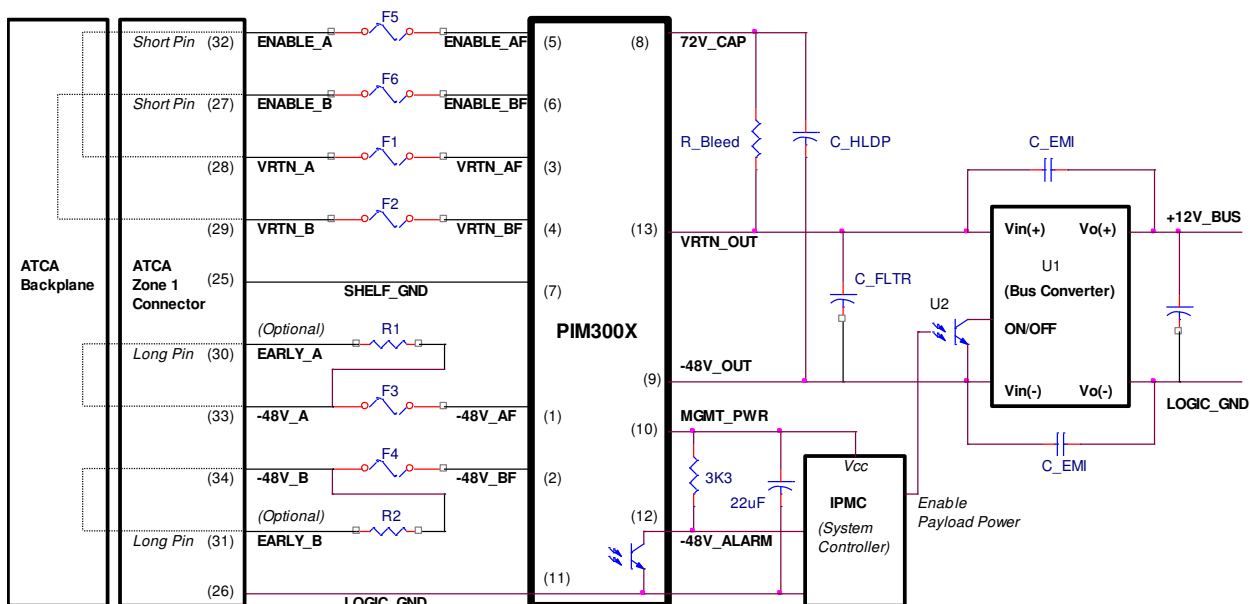 Short Pin (32) ENABLE_A F5 ENABLE_AF (5) (8) 72V_CAP
Short Pin (27) ENABLE_B F6 ENABLE_BF (6)
R_Bleed C_HLDP C_EMI
(28) VRTN_A F1 VRTN_AF (3)
(29) VRTN_B F2 VRTN_BF (4) (13) VRTN_OUT
+12V_BUS
Vin(+) Vo(+)
ATCA
Backplane
ATCA
Zone 1
Connector
(25) SHELF_GND (7)
C_FLTR
U1
(Bus Converter)
U2
ON/OFF
PIM300X
(Optional) R1
Long Pin (30) EARLY_A
(9) -48V_OUT
Vin(-) Vo(-)
LOGIC_GND
(33) -48V_A F3 -48V_AF (1)
(10) MGMT_PWR
C_EMI
(34) -48V_B F4 -48V_BF (2)
3K3
22uF
Vcc
IPMC
(System
Controller)
Enable
Payload Power
(Optional) R2
Long Pin (31) EARLY_B
(12) -48V_ALARM
(11)
(26) LOGIC_GND